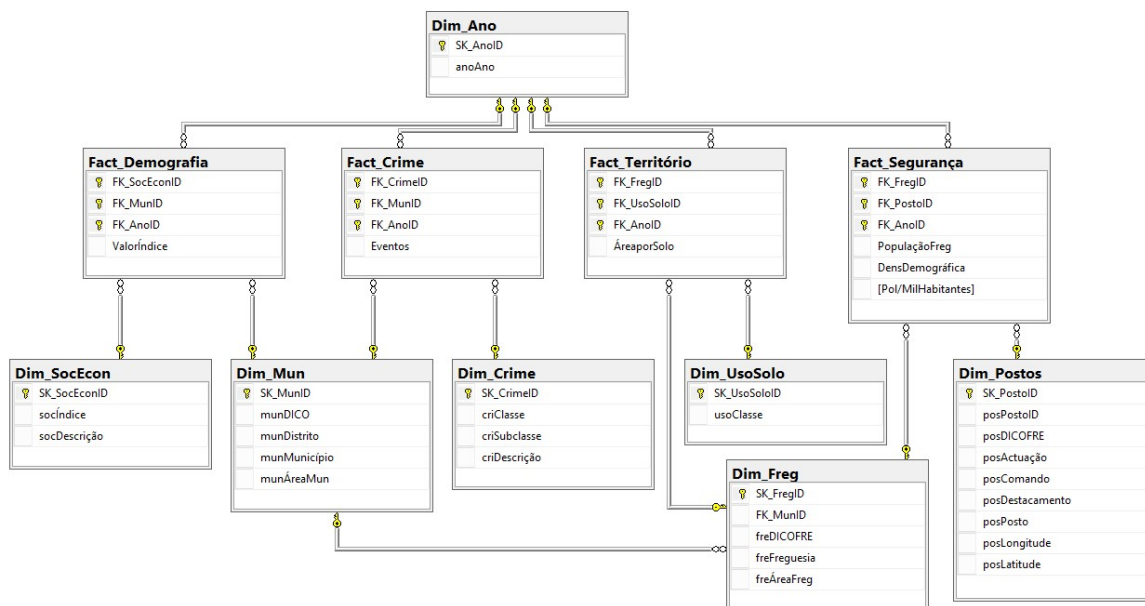 Dim_Ano
SK_AnoID
anoAno
Fact_Demografia
FK_SocEconID
FK_MunID
FK_AnoID
ValorÍndice
Fact_Crime
FK_CrimeID
FK_MunID
FK_AnoID
Eventos
Fact_Território
FK_FregID
FK_UsoSoloID
FK_AnoID
ÁreaporSolo
Fact_Segurança
FK_FregID
FK_PostoID
FK_AnoID
PopulaçãoFreg
DensDemográfica
[Pol/MilHabitantes]
Dim_SocEcon
SK_SocEconID
socÍndice
socDescrição
Dim_Mun
SK_MunID
munDICO
munDistrito
munMunicípio
munÁreaMun
Dim_Crime
SK_CrimeID
criClasse
criSubclasse
criDescrição
Dim_UsoSolo
SK_UsoSoloID
usoClasse
Dim_Postos
SK_PostoID
posPostoID
posDICOFRE
posActuação
posComando
posDestacamento
posPosto
posLongitude
posLatitude
Dim_Freg
SK_FregID
FK_MunID
freDICOFRE
freFreguesia
freÁreaFreg